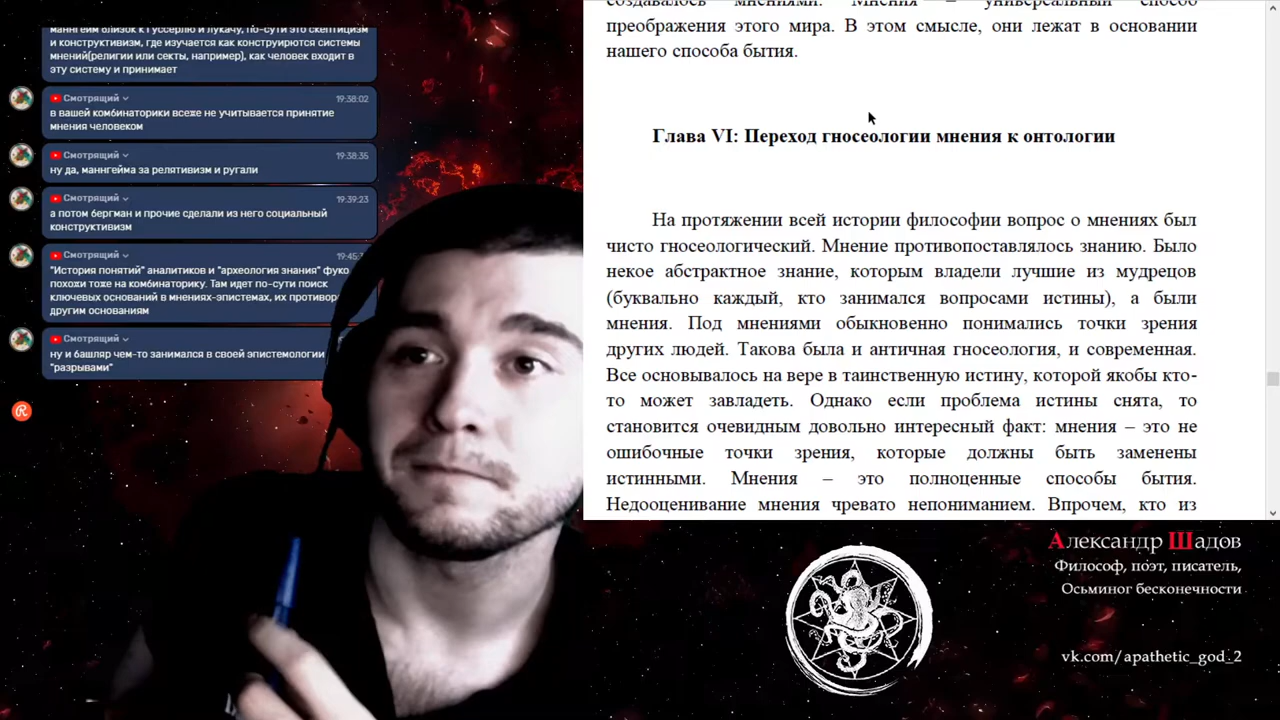 маннгейм близок к гуссерлю и лукачу, по-сути это скептицизм
и конструктивизм, где изучается как конструирются системы
мнений(религии или секты, например), как человек входит в
эту систему и принимает
Смотрящий 19:38:02
в вашей комбинаторики всеже не учитывается принятие
мнения человеком
Смотрящий 19:38:35
ну да, маннгейма за релятивизм и ругали
Смотрящий 19:39:23
а потом бергман и прочие сделали из него социальный
конструктивизм
Смотрящий 19:45:
"История понятий" аналитиков и "археология знания" фуко
похожи тоже на комбинаторику. Там идет по-сути поиск
ключевых оснований в мнениях-эпистемах, их противор
другим основаниям
Смотрящий
ну и башляр чем-то занимался в своей эпистемологии
"разрывами"
создавалось мнениями. Мнения – универсальный способ
преображения этого мира. В этом смысле, они лежат в основании
нашего способа бытия.
Глава VI: Переход гносеологии мнения к онтологии
На протяжении всей истории философии вопрос о мнениях был
чисто гносеологический. Мнение противопоставлялось знанию. Было
некое абстрактное знание, которым владели лучшие из мудрецов
(буквально каждый, кто занимался вопросами истины), а были
мнения. Под мнениями обыкновенно понимались точки зрения
других людей. Такова была и античная гносеология, и современная.
Все основывалось на вере в таинственную истину, которой якобы кто-
то может завладеть. Однако если проблема истины снята, то
становится очевидным довольно интересный факт: мнения – это не
ошибочные точки зрения, которые должны быть заменены
истинными. Мнения – это полноценные способы бытия.
Недооценивание мнения чревато непониманием. Впрочем, кто из
Александр Шадов
Философ, поэт, писатель,
Осьминог бесконечности
vk.com/apathetic_god_2